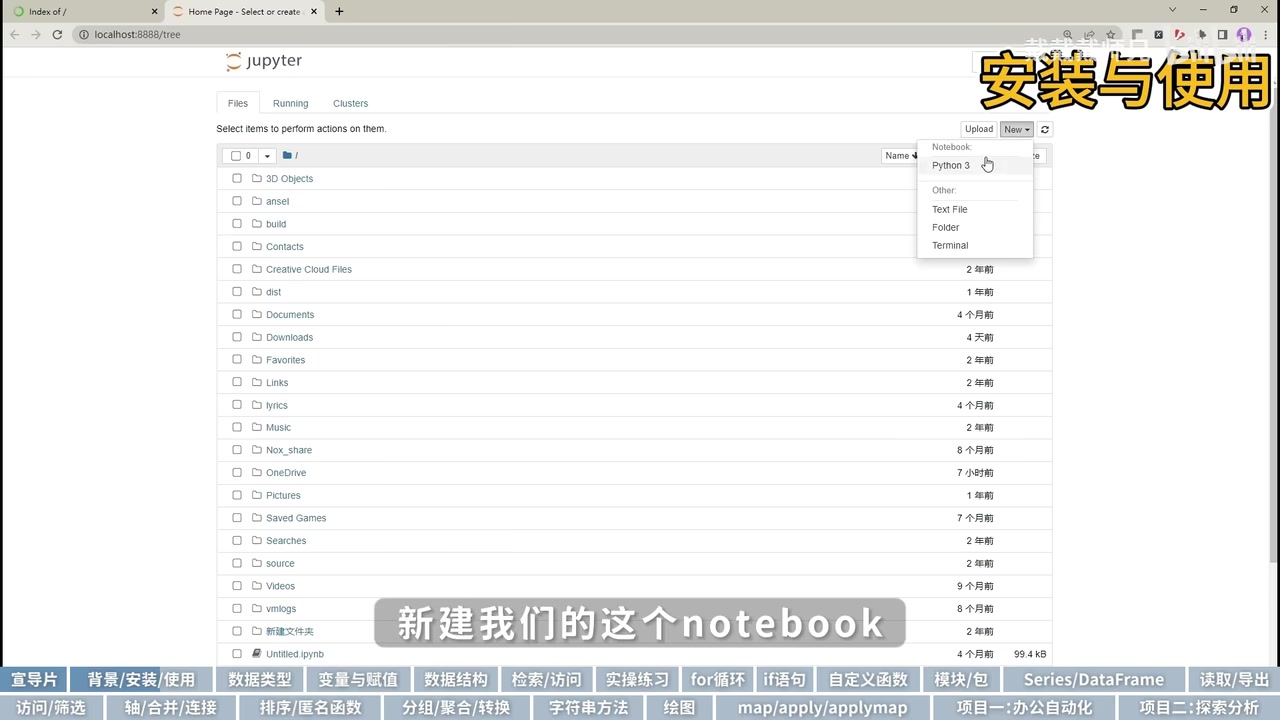 Index of /
Home Page - Select or create
localhost:8888/tree
jupyter
安装与使用
Files
Running
Clusters
Select items to perform actions on them.
Upload
New
0
/
Name
ze
Notebook:
Python 3
Other:
Text File
Folder
Terminal
3D Objects
ansel
build
Contacts
Creative Cloud Files 2 年前
dist 1 年前
Documents 4 个月前
Downloads 4 天前
Favorites 2 年前
Links 2 年前
lyrics 4 个月前
Music 2 年前
Nox_share 8 个月前
OneDrive 7 小时前
Pictures 1 年前
Saved Games 7 个月前
Searches 2 年前
source 2 年前
Videos 9 个月前
vmlogs 8 个月前
新建文件夹 2 年前
Untitled.ipynb 4 个月前 99.4 kB
新建我们的这个notebook
宣导片 背景/安装/使用 数据类型 变量与赋值 数据结构 检索/访问 实操练习 for循环 if语句 自定义函数 模块/包 Series/DataFrame 读取/导出
访问/筛选 轴/合并/连接 排序/匿名函数 分组/聚合/转换 字符串方法 绘图 map/apply/applymap 项目一:办公自动化 项目二:探索分析